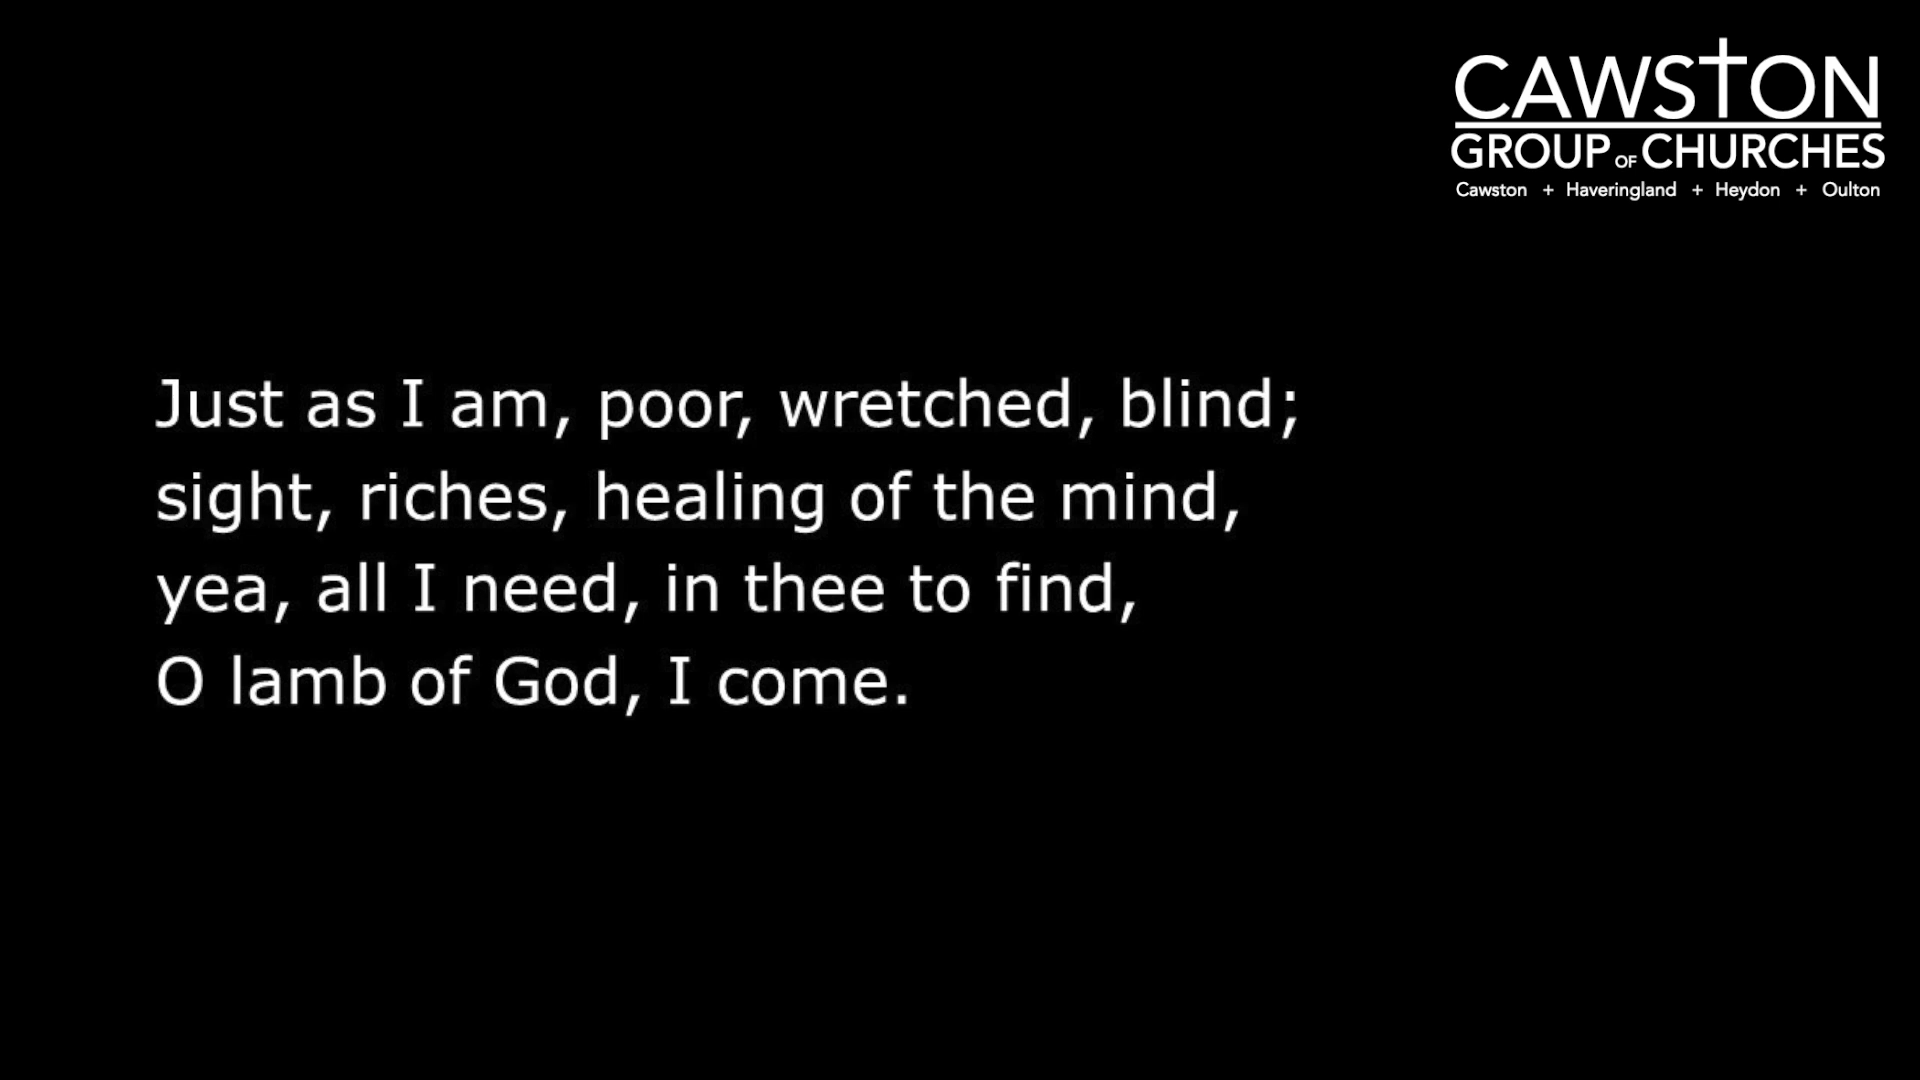 CAWSTON
GROUP OF CHURCHES
Cawston + Haveringland + Heydon + Oulton
Just as I am, poor, wretched, blind;
sight, riches, healing of the mind,
yea, all I need, in thee to find,
O lamb of God, I come.